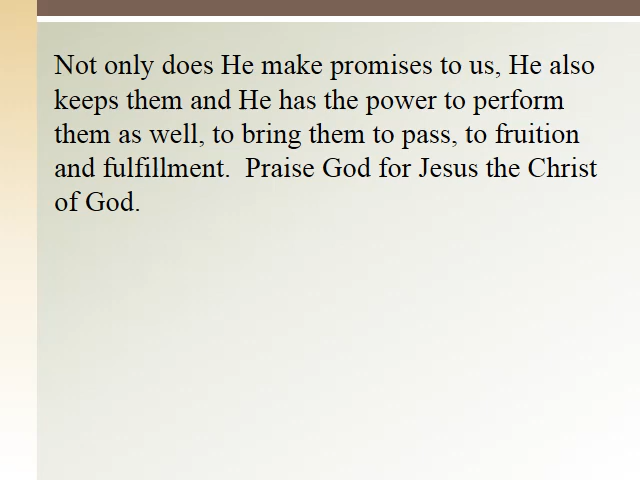 Not only does He make promises to us, He also
keeps them and He has the power to perform
them as well, to bring them to pass, to fruition
and fulfillment.  Praise God for Jesus the Christ
of God.